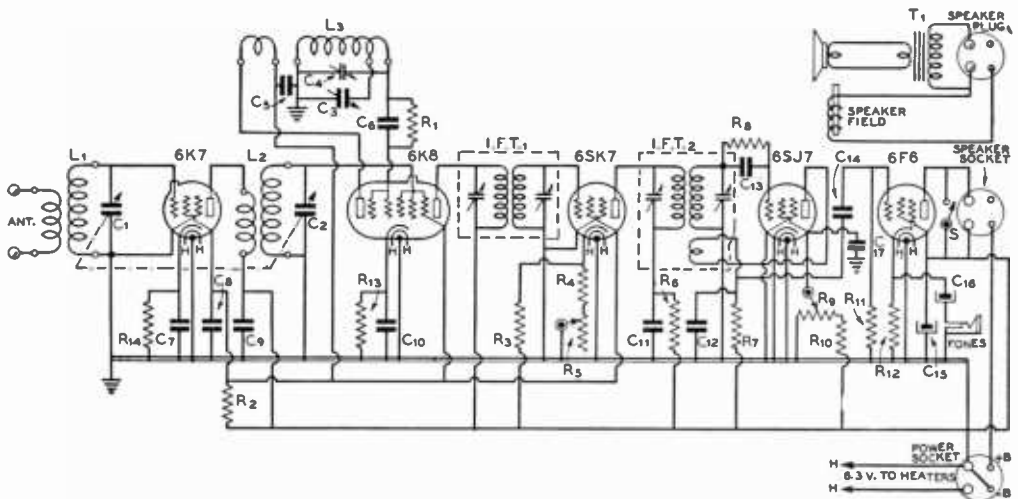 L3
T1
SPEAKER
PLUG
C4
C5
C3
SPEAKER
FIELD
C6
R1
R8
SPEAKER
SOCKET
L1
6K7
L2
6K8
I.F.T.1
6SK7
I.F.T.2
6SJ7
C14
6F6
C13
ANT.
C1
C2
S
H H
H H
H H
H H
H H
C17
C8
R13
R4
R6
R9
R11
C16
R14
C7
C9
C10
R3
R5
C11
C12
R7
R10
R12
C15
FONES
R2
POWER
SOCKET
+B
H
6.3 V. TO HEATERS
H
+B